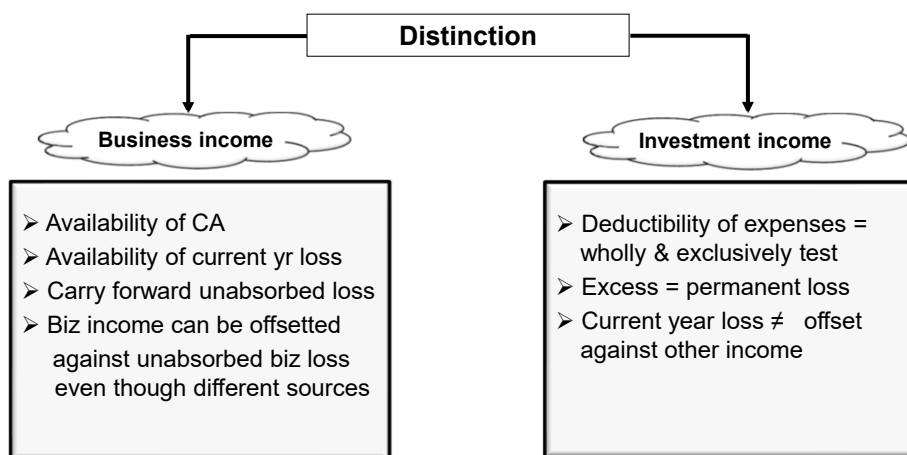 Distinction
Business income
➢ Availability of CA
➢ Availability of current yr loss
➢ Carry forward unabsorbed loss
➢ Biz income can be offsetted
against unabsorbed biz loss
even though different sources
Investment income
➢ Deductibility of expenses =
wholly & exclusively test
➢ Excess = permanent loss
➢ Current year loss ≠ offset
against other income